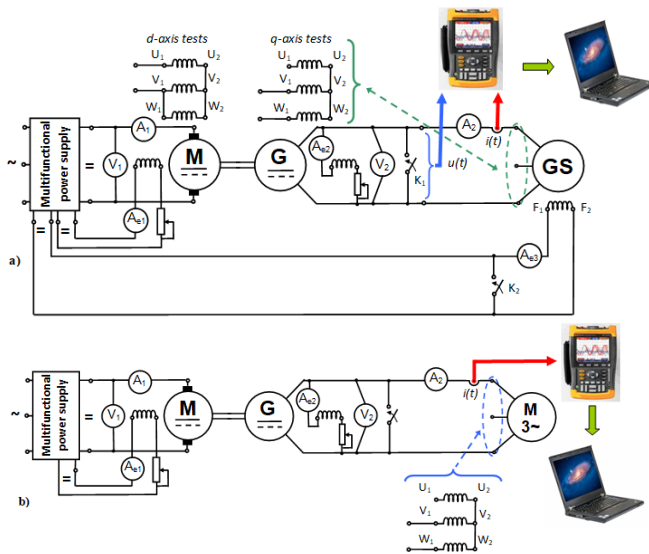 d-axis tests
q-axis tests
U1 U2
V1 V2
W1 W2
U1 U2
V1 V2
W1 W2
Multifunctional power supply
~
=
=
=
A1
V1
Ae1
M
G
Ae2
V2
K1
u(t)
A2
i(t)
GS
F1 F2
Ae3
K2
a)
Multifunctional power supply
~
=
=
A1
V1
Ae1
M
G
Ae2
V2
A2
i(t)
M
3~
U1 U2
V1 V2
W1 W2
b)